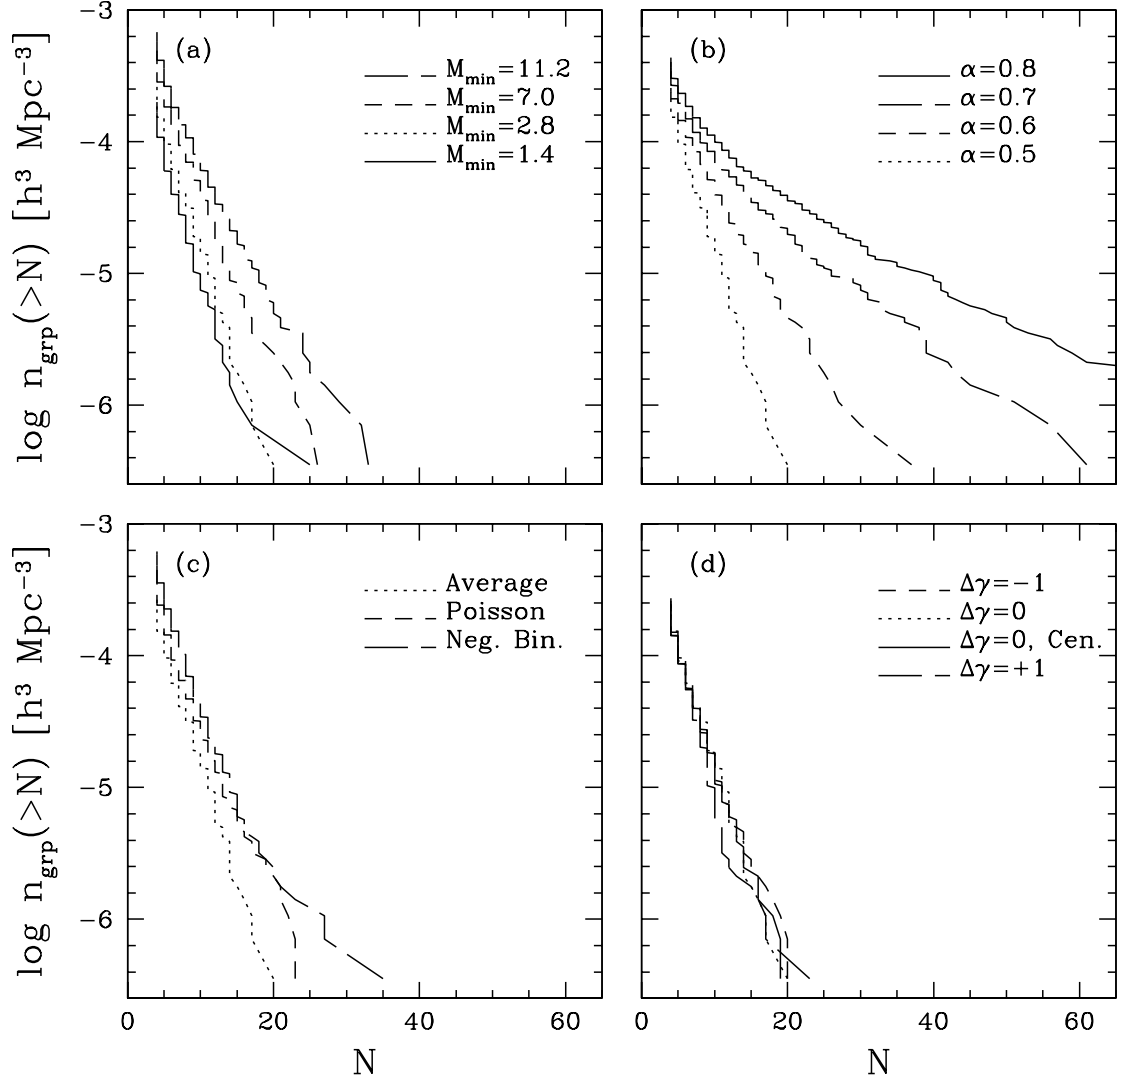 −3
−4
−5
−6
log n_grp(>N) [h³ Mpc⁻³]
(a)
M_min=11.2
M_min=7.0
M_min=2.8
M_min=1.4
(b)
α=0.8
α=0.7
α=0.6
α=0.5
−3
−4
−5
−6
log n_grp(>N) [h³ Mpc⁻³]
(c)
Average
Poisson
Neg. Bin.
(d)
Δγ=−1
Δγ=0
Δγ=0, Cen.
Δγ=+1
0 20 40 60
0 20 40 60
N
N